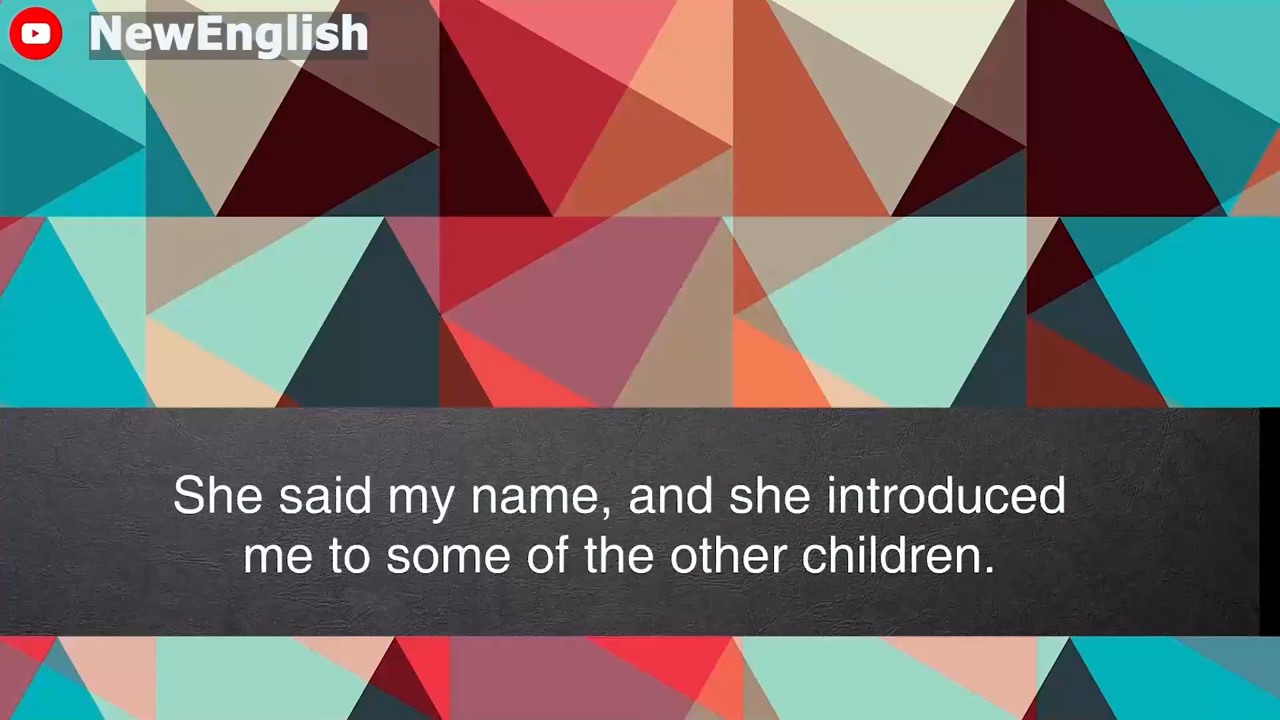 NewEnglish
She said my name, and she introduced
me to some of the other children.